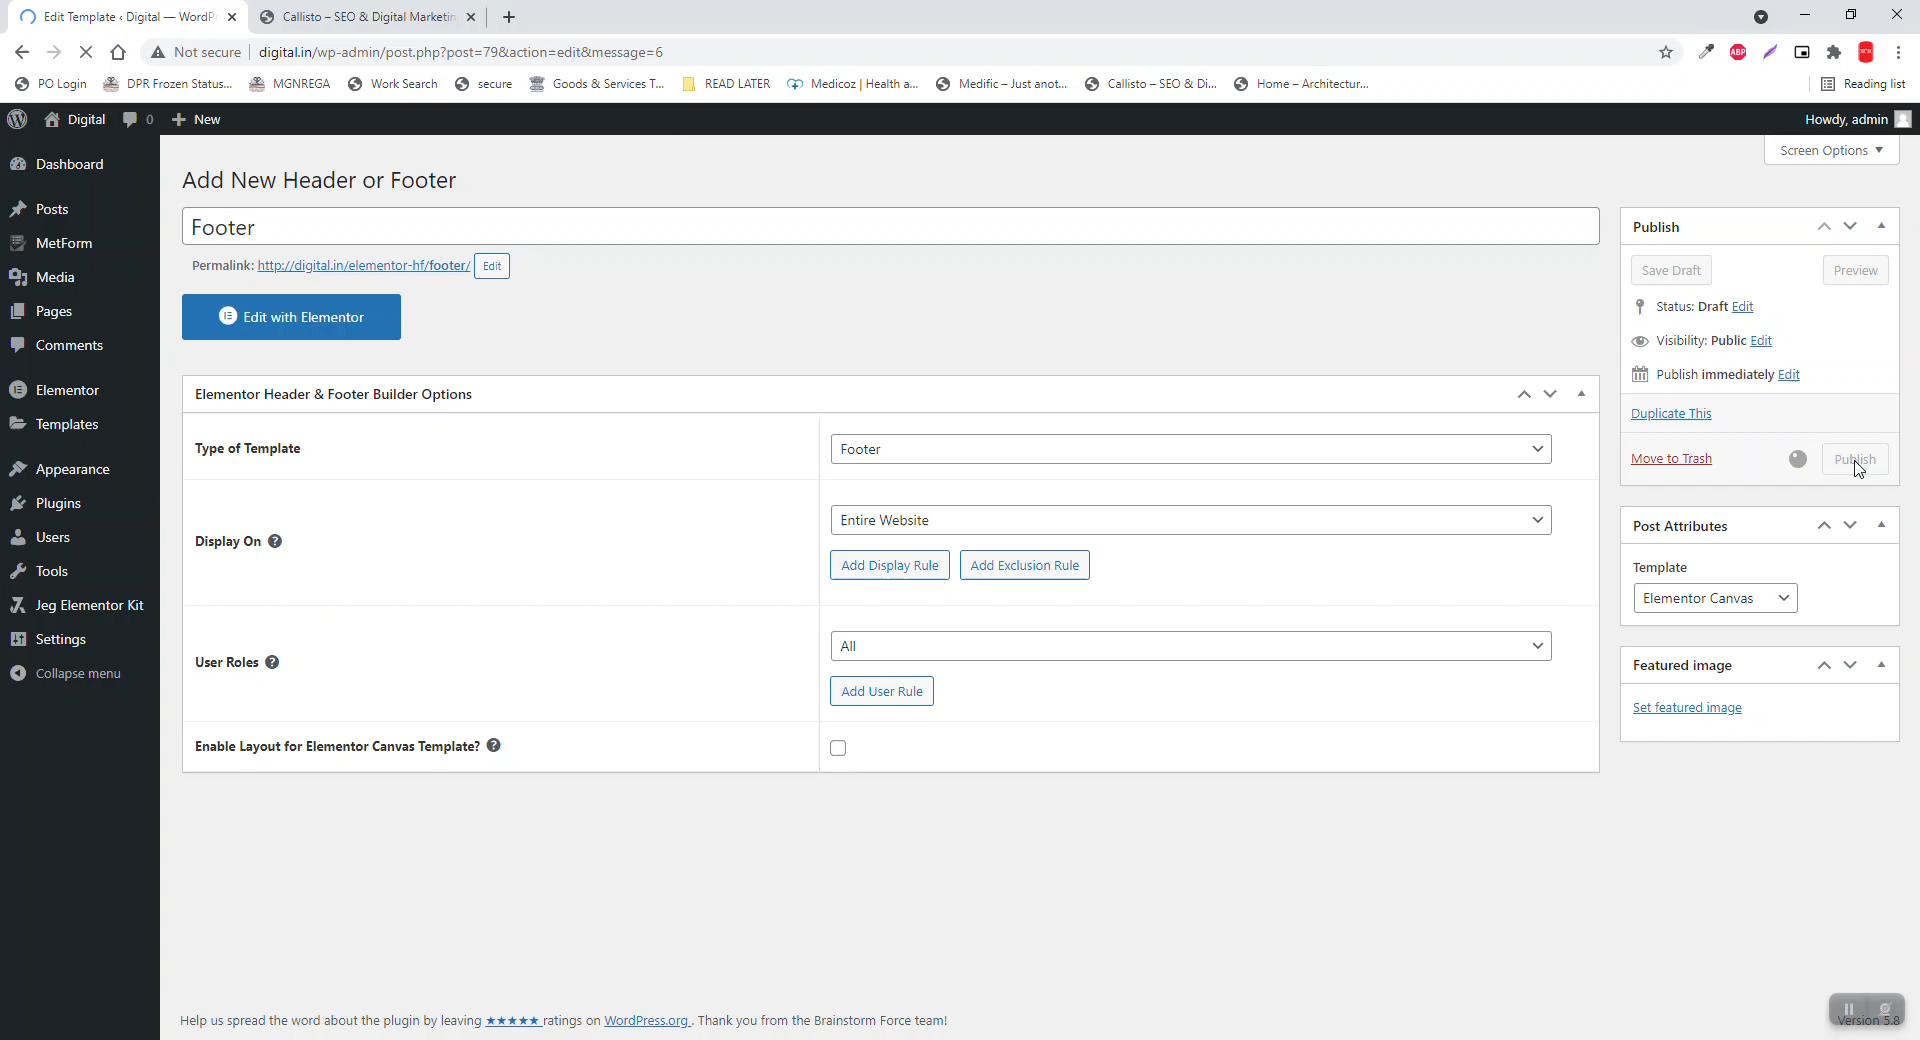 Edit Template ‹ Digital — WordPr
Callisto – SEO & Digital Marketin
Not secure
digital.in/wp-admin/post.php?post=79&action=edit&message=6
ABP
PO Login
DPR Frozen Status...
MGNREGA
Work Search
secure
Goods & Services T...
READ LATER
Medicoz | Health a...
Medific – Just anot...
Callisto – SEO & Di...
Home – Architectur...
Reading list
Digital
0
New
Howdy, admin
Screen Options
Dashboard
Posts
MetForm
Media
Pages
Comments
Elementor
Templates
Appearance
Plugins
Users
Tools
Jeg Elementor Kit
Settings
Collapse menu
Add New Header or Footer
Footer
Permalink: http://digital.in/elementor-hf/footer/ Edit
Edit with Elementor
Elementor Header & Footer Builder Options
Type of Template
Footer
Display On
Entire Website
Add Display Rule
Add Exclusion Rule
User Roles
All
Add User Rule
Enable Layout for Elementor Canvas Template?
Publish
Save Draft
Preview
Status: Draft Edit
Visibility: Public Edit
Publish immediately Edit
Duplicate This
Move to Trash
Publish
Post Attributes
Template
Elementor Canvas
Featured image
Set featured image
Help us spread the word about the plugin by leaving ★★★★★ ratings on WordPress.org . Thank you from the Brainstorm Force team!
Version 5.8